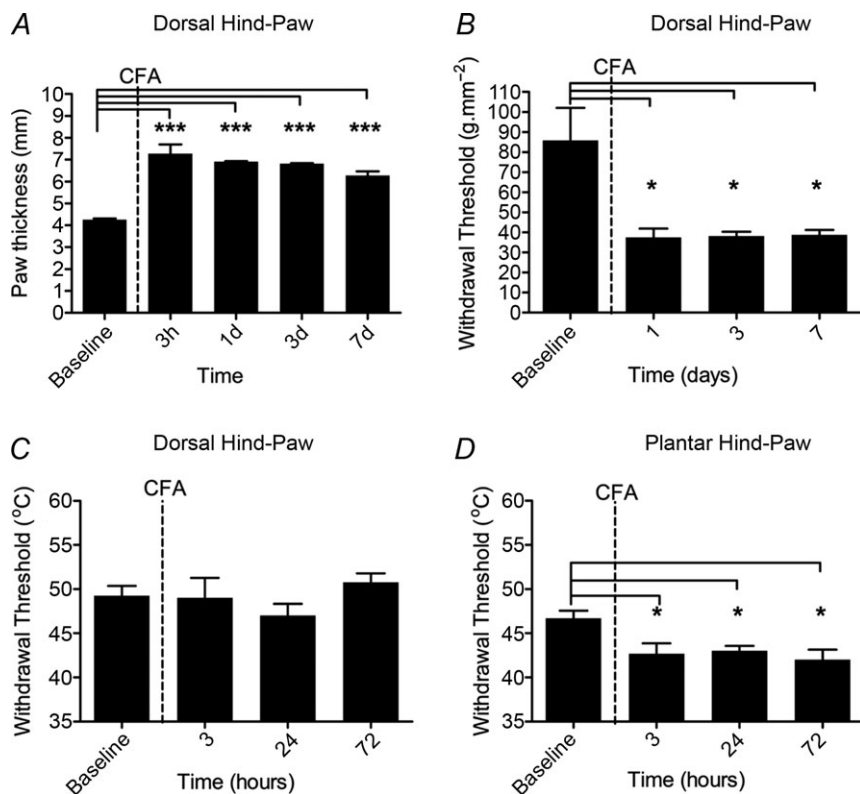 A
Dorsal Hind-Paw
CFA
Paw thickness (mm)
10
9
8
7
6
5
4
3
2
1
0
*** *** *** ***
Baseline 3h 1d 3d 7d
Time
B
Dorsal Hind-Paw
CFA
Withdrawal Threshold (g.mm⁻²)
110
100
90
80
70
60
50
40
30
20
10
0
* * *
Baseline 1 3 7
Time (days)
C
Dorsal Hind-Paw
CFA
Withdrawal Threshold (°C)
60
55
50
45
40
35
Baseline 3 24 72
Time (hours)
D
Plantar Hind-Paw
CFA
Withdrawal Threshold (°C)
60
55
50
45
40
35
* * *
Baseline 3 24 72
Time (hours)